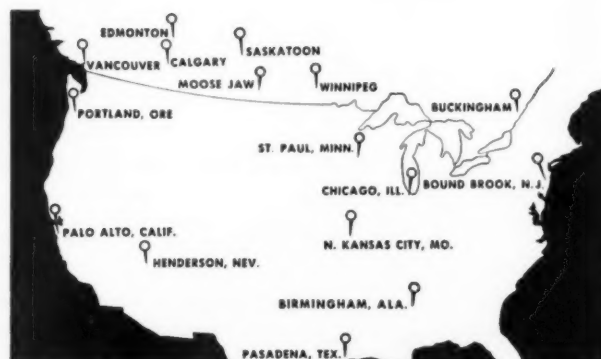 EDMONTON
SASKATOON
VANCOUVER
CALGARY
MOOSE JAW
WINNIPEG
BUCKINGHAM
PORTLAND, ORE
ST. PAUL, MINN.
CHICAGO, ILL.
BOUND BROOK, N.J.
PALO ALTO, CALIF.
N. KANSAS CITY, MO.
HENDERSON, NEV.
BIRMINGHAM, ALA.
PASADENA, TEX.